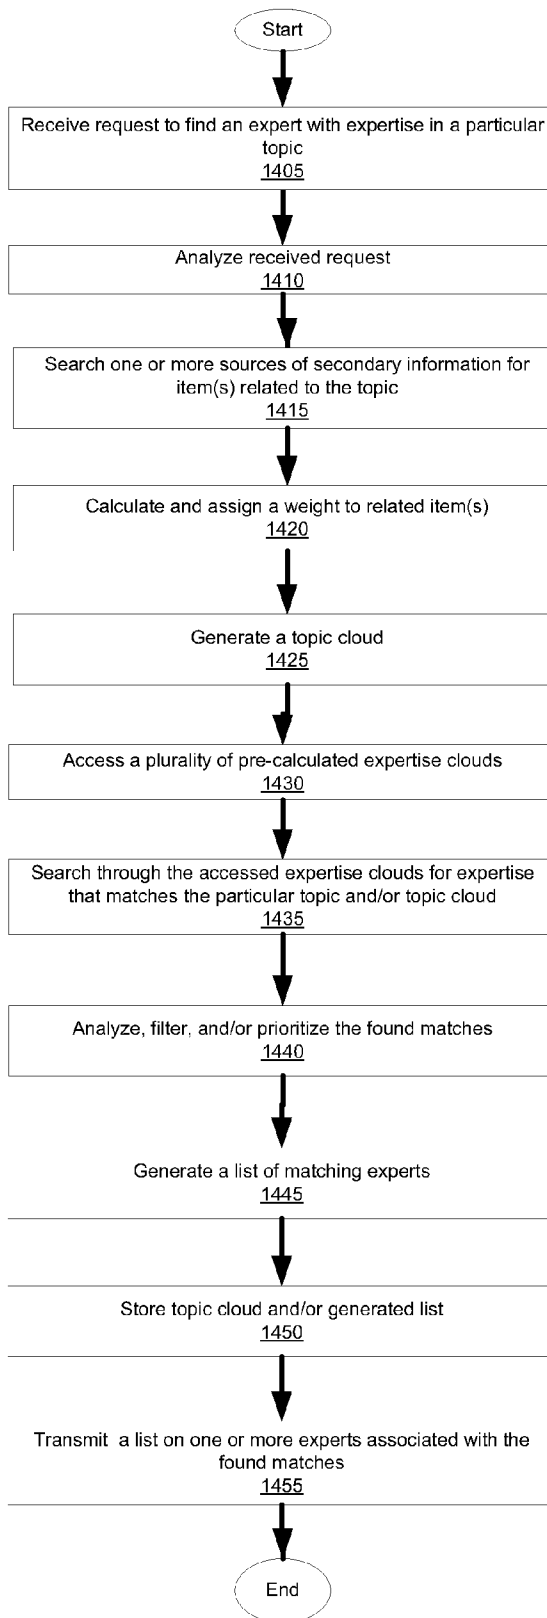 Start
Receive request to find an expert with expertise in a particular
topic
1405
Analyze received request
1410
Search one or more sources of secondary information for
item(s) related to the topic
1415
Calculate and assign a weight to related item(s)
1420
Generate a topic cloud
1425
Access a plurality of pre-calculated expertise clouds
1430
Search through the accessed expertise clouds for expertise
that matches the particular topic and/or topic cloud
1435
Analyze, filter, and/or prioritize the found matches
1440
Generate a list of matching experts
1445
Store topic cloud and/or generated list
1450
Transmit a list on one or more experts associated with the
found matches
1455
End